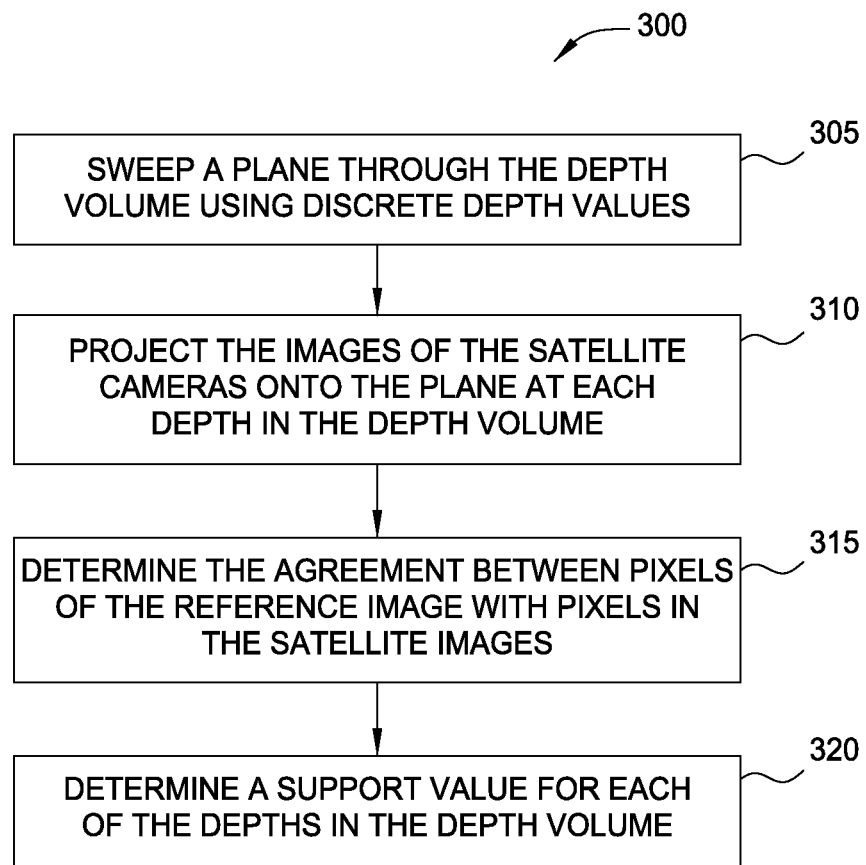 300
305
SWEEP A PLANE THROUGH THE DEPTH
VOLUME USING DISCRETE DEPTH VALUES
310
PROJECT THE IMAGES OF THE SATELLITE
CAMERAS ONTO THE PLANE AT EACH
DEPTH IN THE DEPTH VOLUME
315
DETERMINE THE AGREEMENT BETWEEN PIXELS
OF THE REFERENCE IMAGE WITH PIXELS IN
THE SATELLITE IMAGES
320
DETERMINE A SUPPORT VALUE FOR EACH
OF THE DEPTHS IN THE DEPTH VOLUME